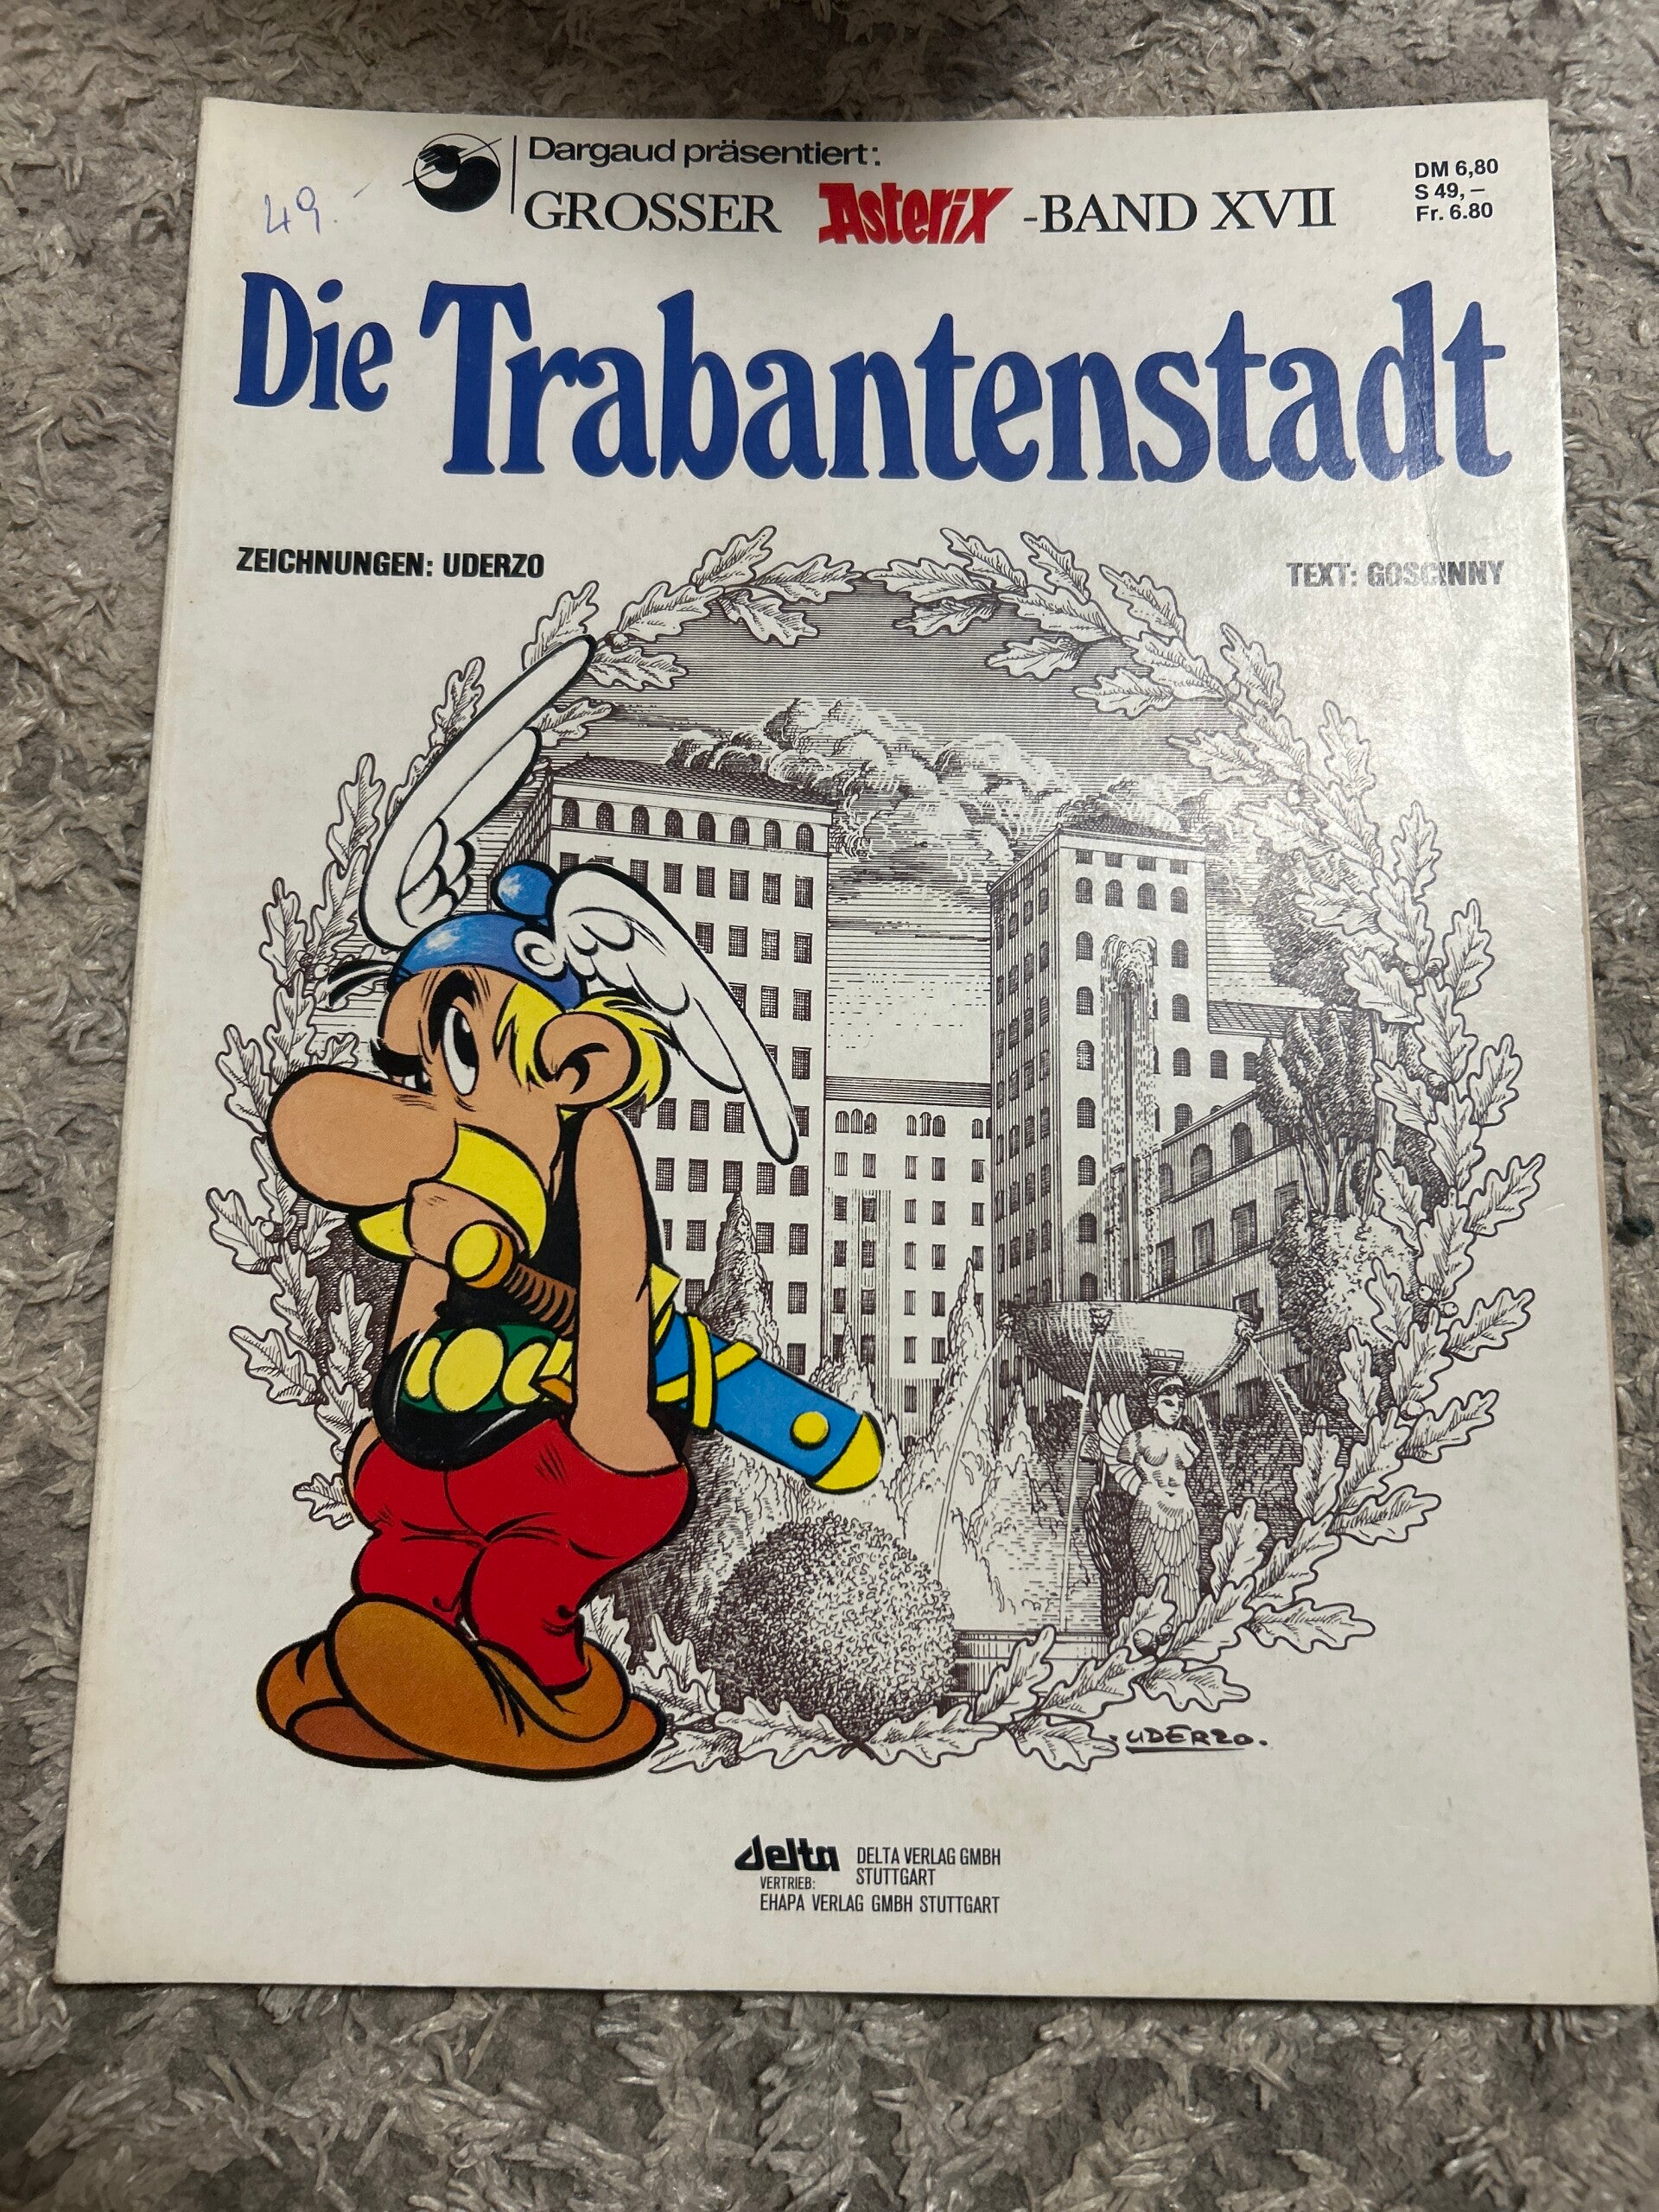 Dargaud präsentiert:
GROSSER Asterix -BAND XVII
DM 6,80
S 49,–
Fr. 6.80
49.-
Die Trabantenstadt
ZEICHNUNGEN: UDERZO
TEXT: GOSCINNY
UDERZO.
delta
DELTA VERLAG GMBH
STUTTGART
VERTRIEB:
EHAPA VERLAG GMBH STUTTGART